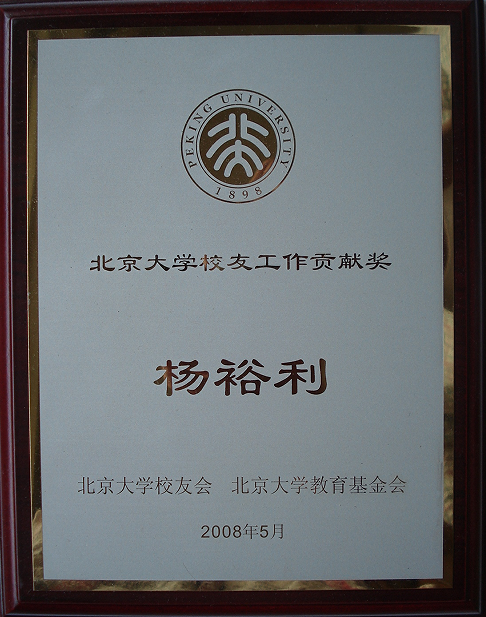 PEKING UNIVERSITY
1898
北京大学校友工作贡献奖
杨裕利
北京大学校友会 北京大学教育基金会
2008年5月